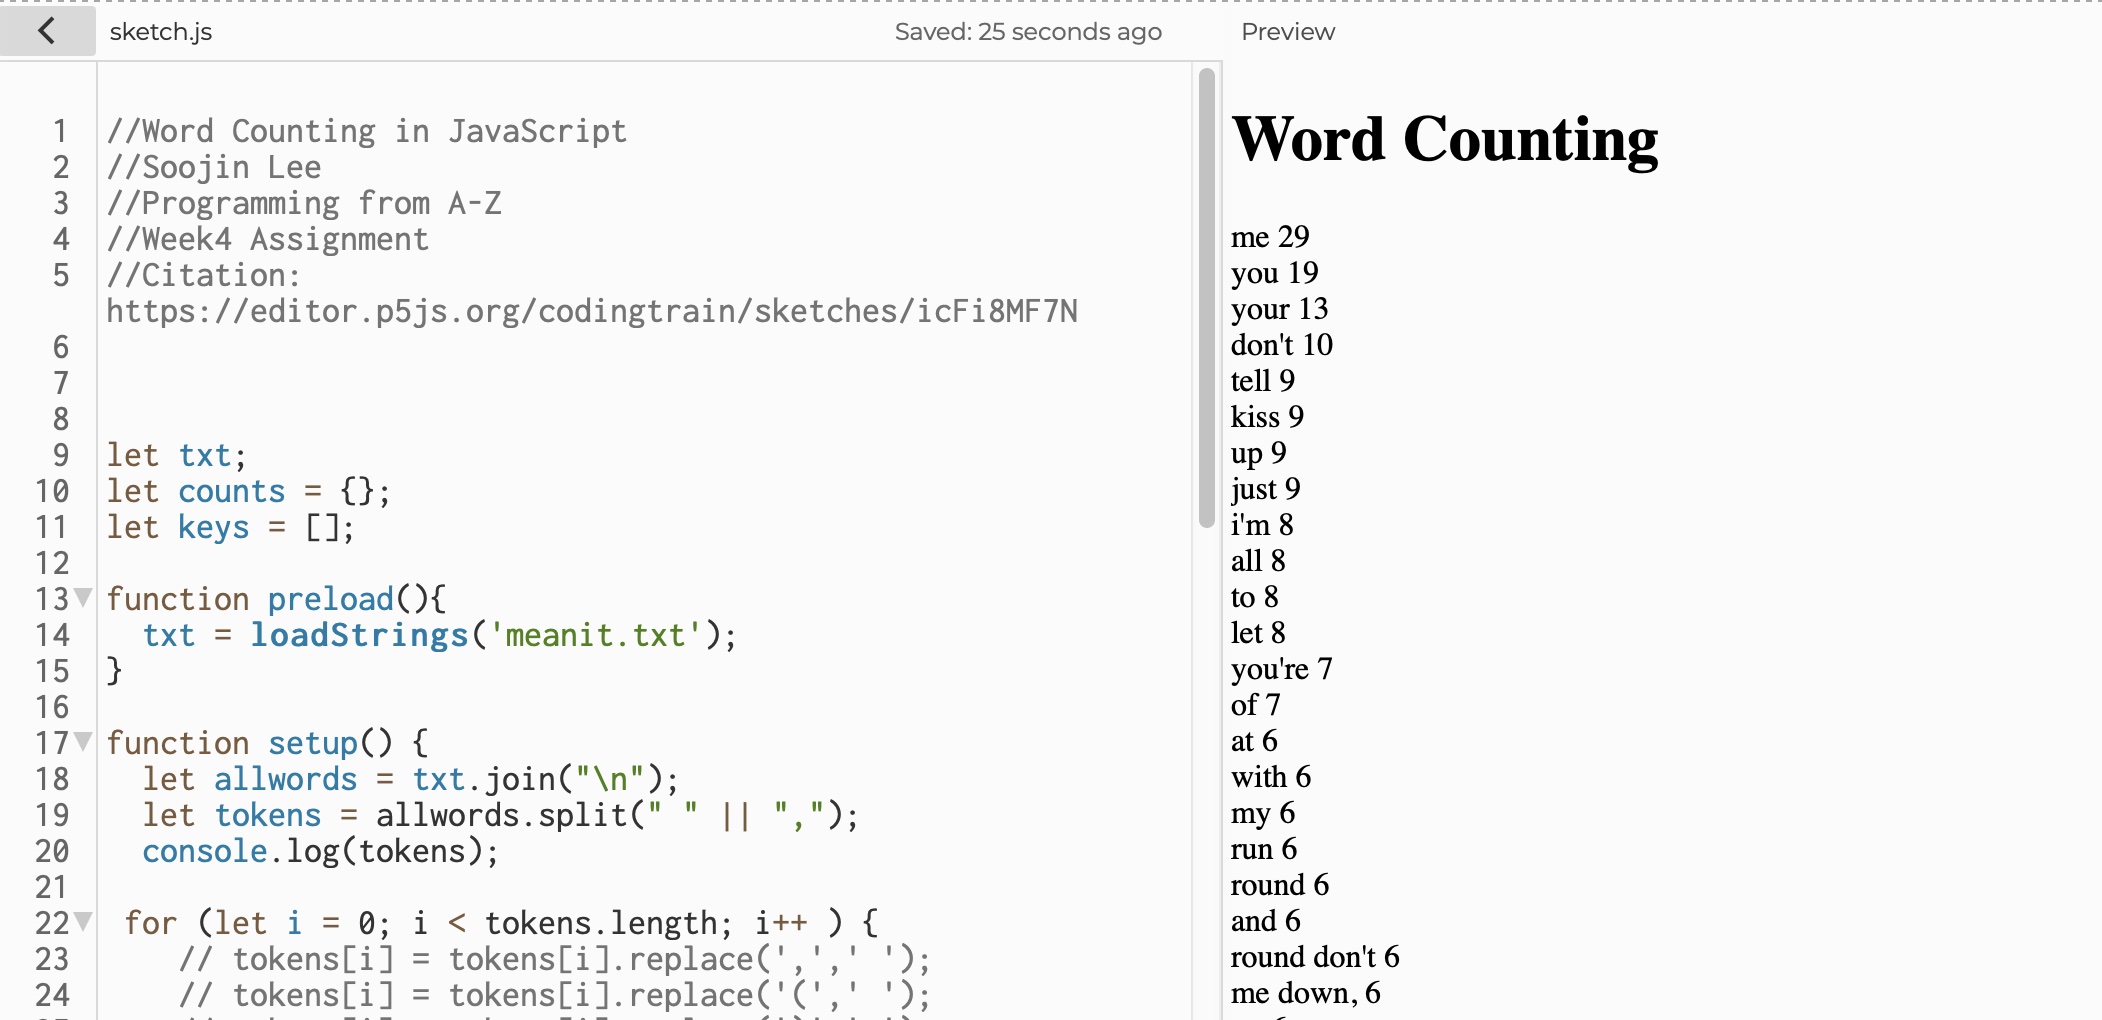 sketch.js
Saved: 25 seconds ago
Preview
1 //Word Counting in JavaScript
2 //Soojin Lee
3 //Programming from A-Z
4 //Week4 Assignment
5 //Citation:
https://editor.p5js.org/codingtrain/sketches/icFi8MF7N
6
7
8
9 let txt;
10 let counts = {};
11 let keys = [];
12
13 function preload(){
14 txt = loadStrings('meanit.txt');
15 }
16
17 function setup() {
18 let allwords = txt.join("\n");
19 let tokens = allwords.split(" " || ",");
20 console.log(tokens);
21
22 for (let i = 0; i < tokens.length; i++ ) {
23 // tokens[i] = tokens[i].replace(',',' ');
24 // tokens[i] = tokens[i].replace('(',' ');
Word Counting
me 29
you 19
your 13
don't 10
tell 9
kiss 9
up 9
just 9
i'm 8
all 8
to 8
let 8
you're 7
of 7
at 6
with 6
my 6
run 6
round 6
and 6
round don't 6
me down, 6